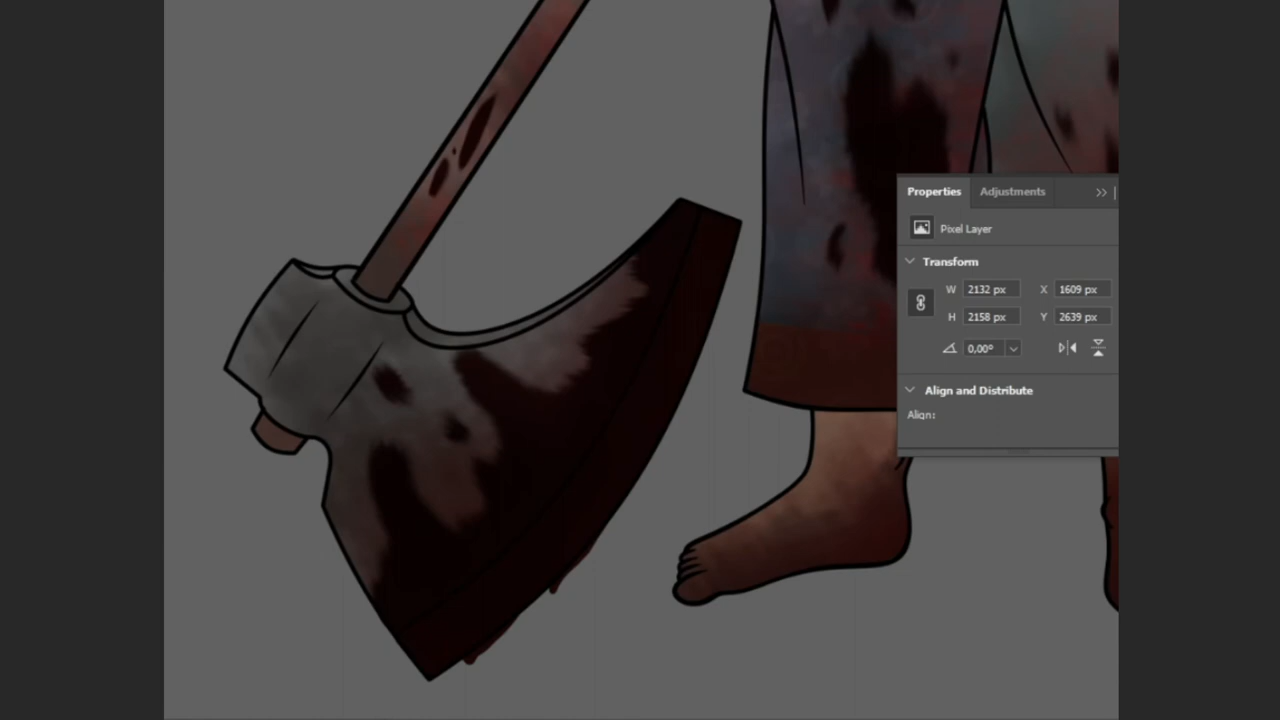 Properties Adjustments
Pixel Layer
Transform
W 2132 px X 1609 px
H 2158 px Y 2639 px
0,00°
Align and Distribute
Align: